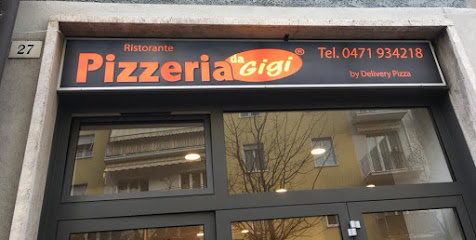 27
Ristorante
Pizzeria da Gigi ® Tel. 0471 934218
by Delivery Pizza